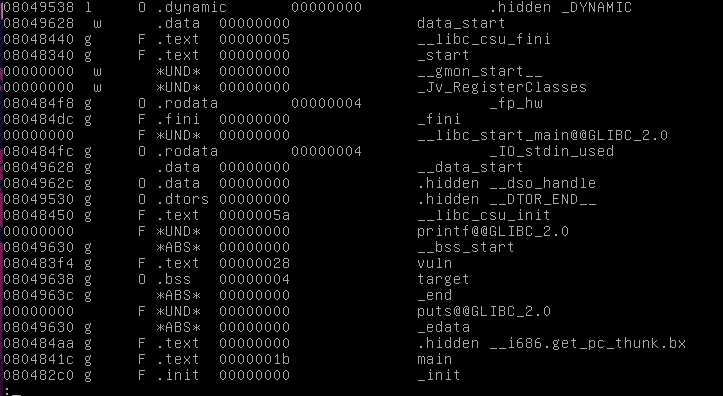 08049538 l     O .dynamic       00000000              .hidden _DYNAMIC
08049628  w      .data  00000000              data_start
08048440 g     F .text  00000005              __libc_csu_fini
08048340 g     F .text  00000000              _start
00000000  w      *UND*  00000000              __gmon_start__
00000000  w      *UND*  00000000              _Jv_RegisterClasses
080484f8 g     O .rodata        00000004              _fp_hw
080484dc g     F .fini  00000000              _fini
00000000       F *UND*  00000000              __libc_start_main@@GLIBC_2.0
080484fc g     O .rodata        00000004              _IO_stdin_used
08049628 g       .data  00000000              __data_start
0804962c g     O .data  00000000              .hidden __dso_handle
08049530 g     O .dtors 00000000              .hidden __DTOR_END__
08048450 g     F .text  0000005a              __libc_csu_init
00000000       F *UND*  00000000              printf@@GLIBC_2.0
08049630 g       *ABS*  00000000              __bss_start
080483f4 g     F .text  00000028              vuln
08049638 g     O .bss   00000004              target
0804963c g       *ABS*  00000000              _end
00000000       F *UND*  00000000              puts@@GLIBC_2.0
08049630 g       *ABS*  00000000              _edata
080484aa g     F .text  00000000              .hidden __i686.get_pc_thunk.bx
0804841c g     F .text  0000001b              main
080482c0 g     F .init  00000000              _init
:_